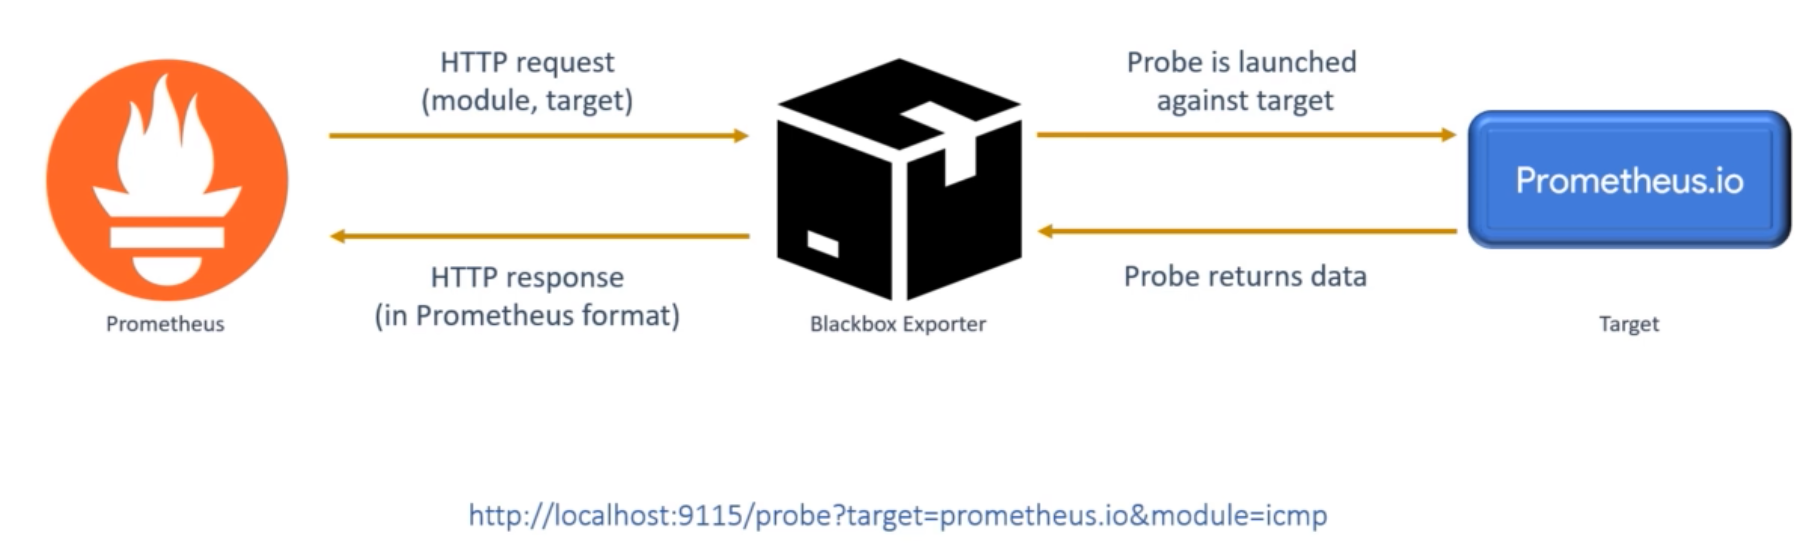 HTTP request
(module, target)
Probe is launched
against target
Prometheus.io
HTTP response
(in Prometheus format)
Probe returns data
Prometheus
Blackbox Exporter
Target
http://localhost:9115/probe?target=prometheus.io&module=icmp